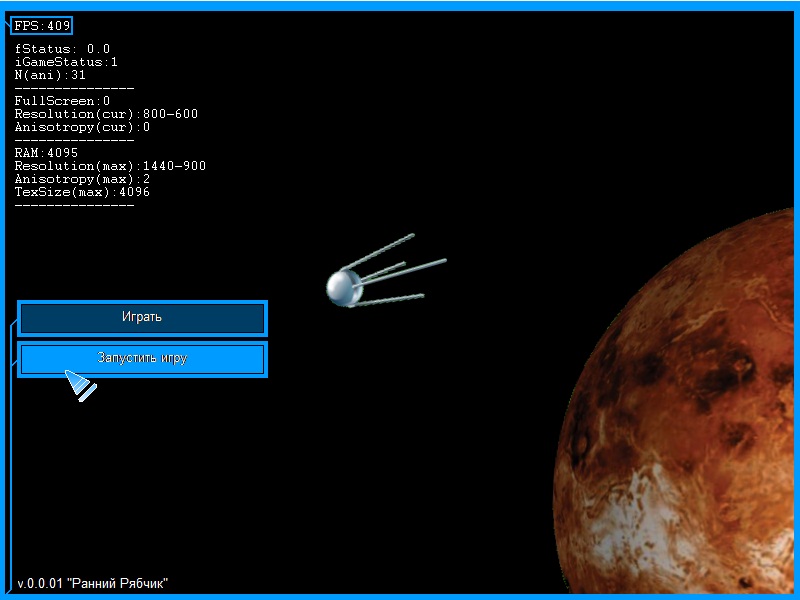 FPS:409
fStatus: 0.0
iGameStatus:1
N(ani):31
---------------
FullScreen:0
Resolution(cur):800-600
Anisotropy(cur):0
---------------
RAM:4095
Resolution(max):1440-900
Anisotropy(max):2
TexSize(max):4096
---------------
Играть
Запустить игру
v.0.0.01 "Ранний Рябчик"